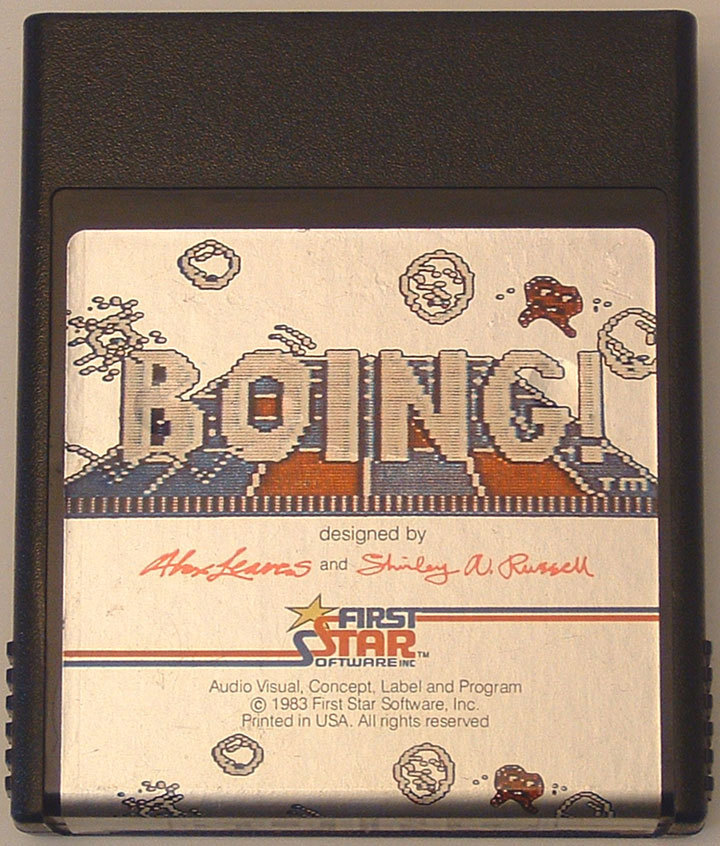 BOING!
TM
designed by
Alex Leavens and Shirley A. Russell
FIRST
STAR
SOFTWARE INC TM
Audio Visual, Concept, Label and Program
© 1983 First Star Software, Inc.
Printed in USA. All rights reserved